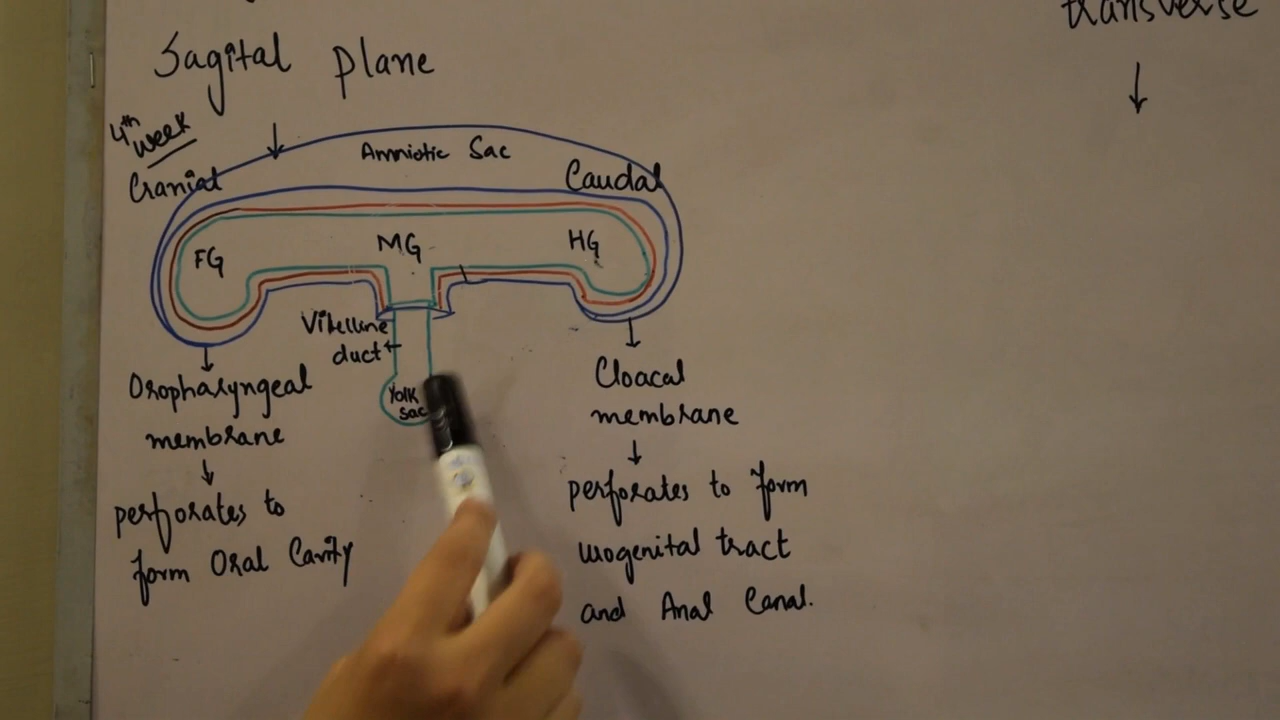 transverse
Sagital plane
4th week
Amniotic Sac
Cranial
Caudal
FG
MG
HG
Vitelline
duct
Yolk
sac
Oropharyngeal
membrane
perforates to
form Oral Cavity
Cloacal
membrane
perforates to form
urogenital tract
and Anal Canal.